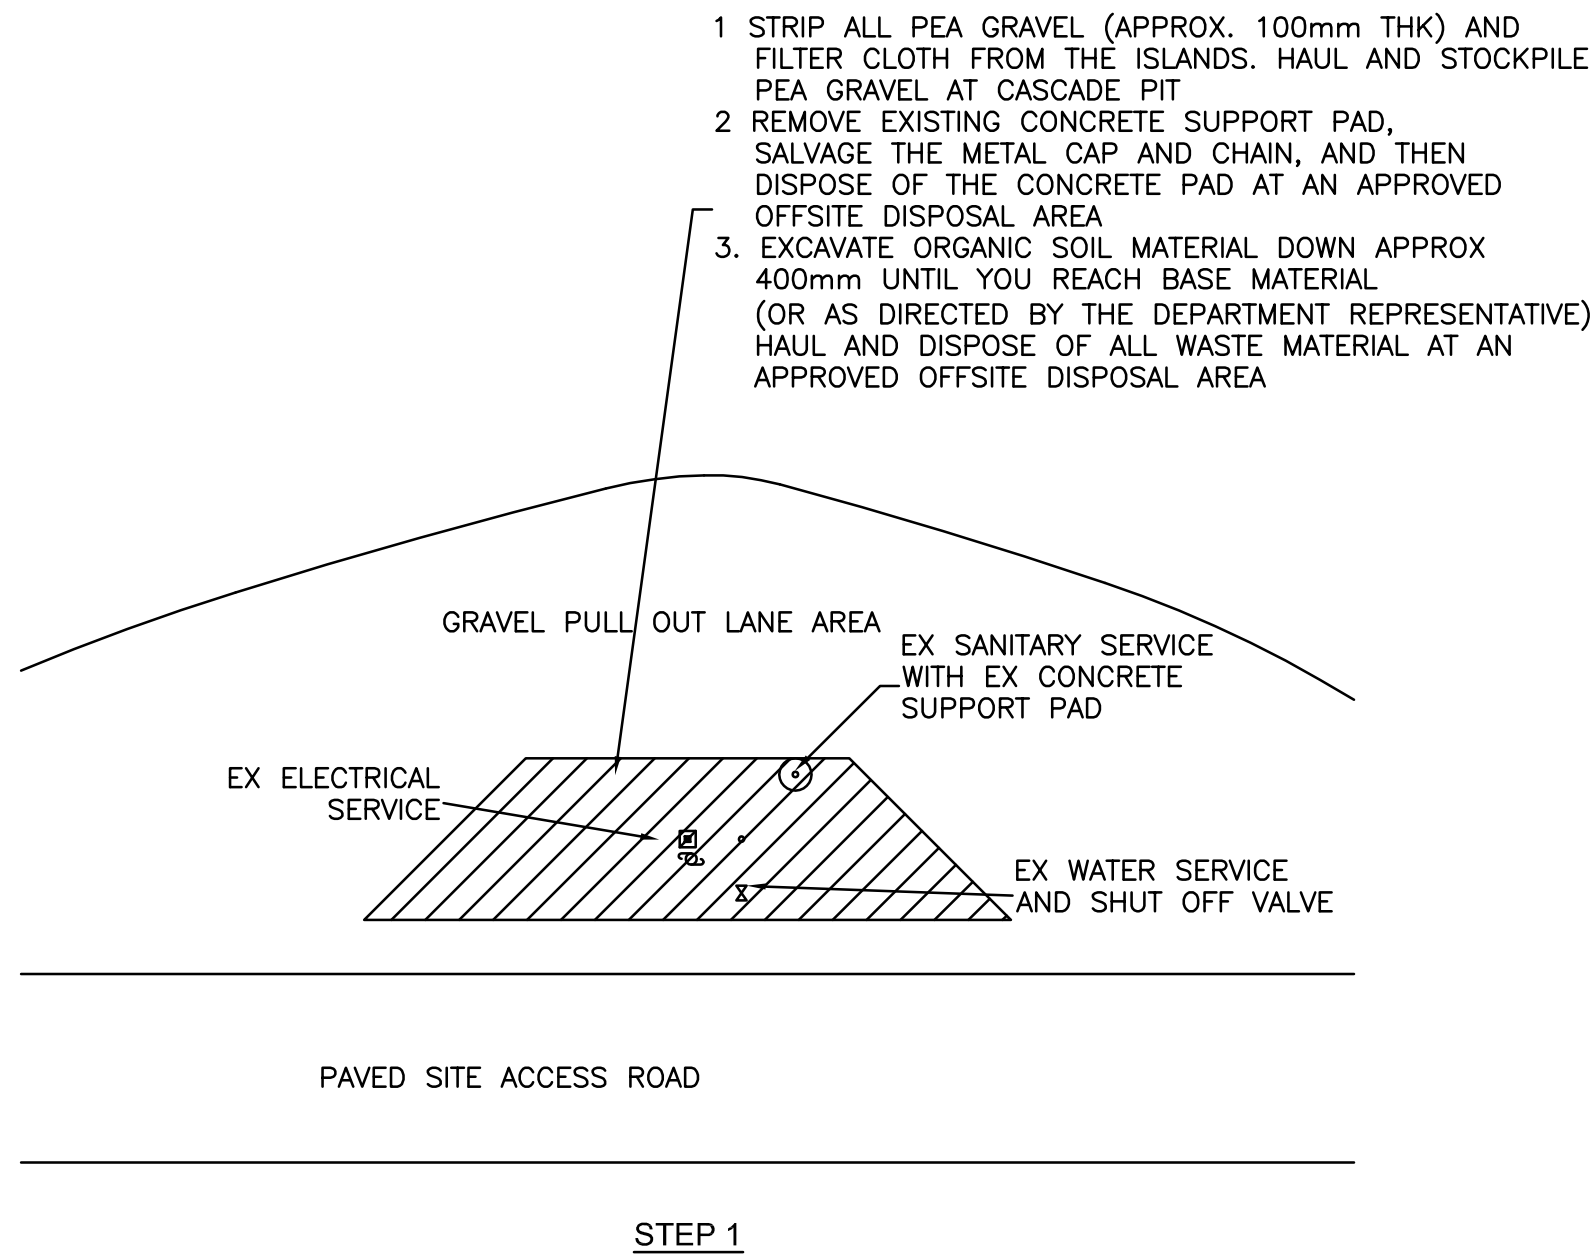 1 STRIP ALL PEA GRAVEL (APPROX. 100mm THK) AND
FILTER CLOTH FROM THE ISLANDS. HAUL AND STOCKPILE
PEA GRAVEL AT CASCADE PIT
2 REMOVE EXISTING CONCRETE SUPPORT PAD,
SALVAGE THE METAL CAP AND CHAIN, AND THEN
DISPOSE OF THE CONCRETE PAD AT AN APPROVED
OFFSITE DISPOSAL AREA
3. EXCAVATE ORGANIC SOIL MATERIAL DOWN APPROX
400mm UNTIL YOU REACH BASE MATERIAL
(OR AS DIRECTED BY THE DEPARTMENT REPRESENTATIVE)
HAUL AND DISPOSE OF ALL WASTE MATERIAL AT AN
APPROVED OFFSITE DISPOSAL AREA
GRAVEL PULL OUT LANE AREA
EX SANITARY SERVICE
WITH EX CONCRETE
SUPPORT PAD
EX ELECTRICAL
SERVICE
EX WATER SERVICE
AND SHUT OFF VALVE
PAVED SITE ACCESS ROAD
STEP 1